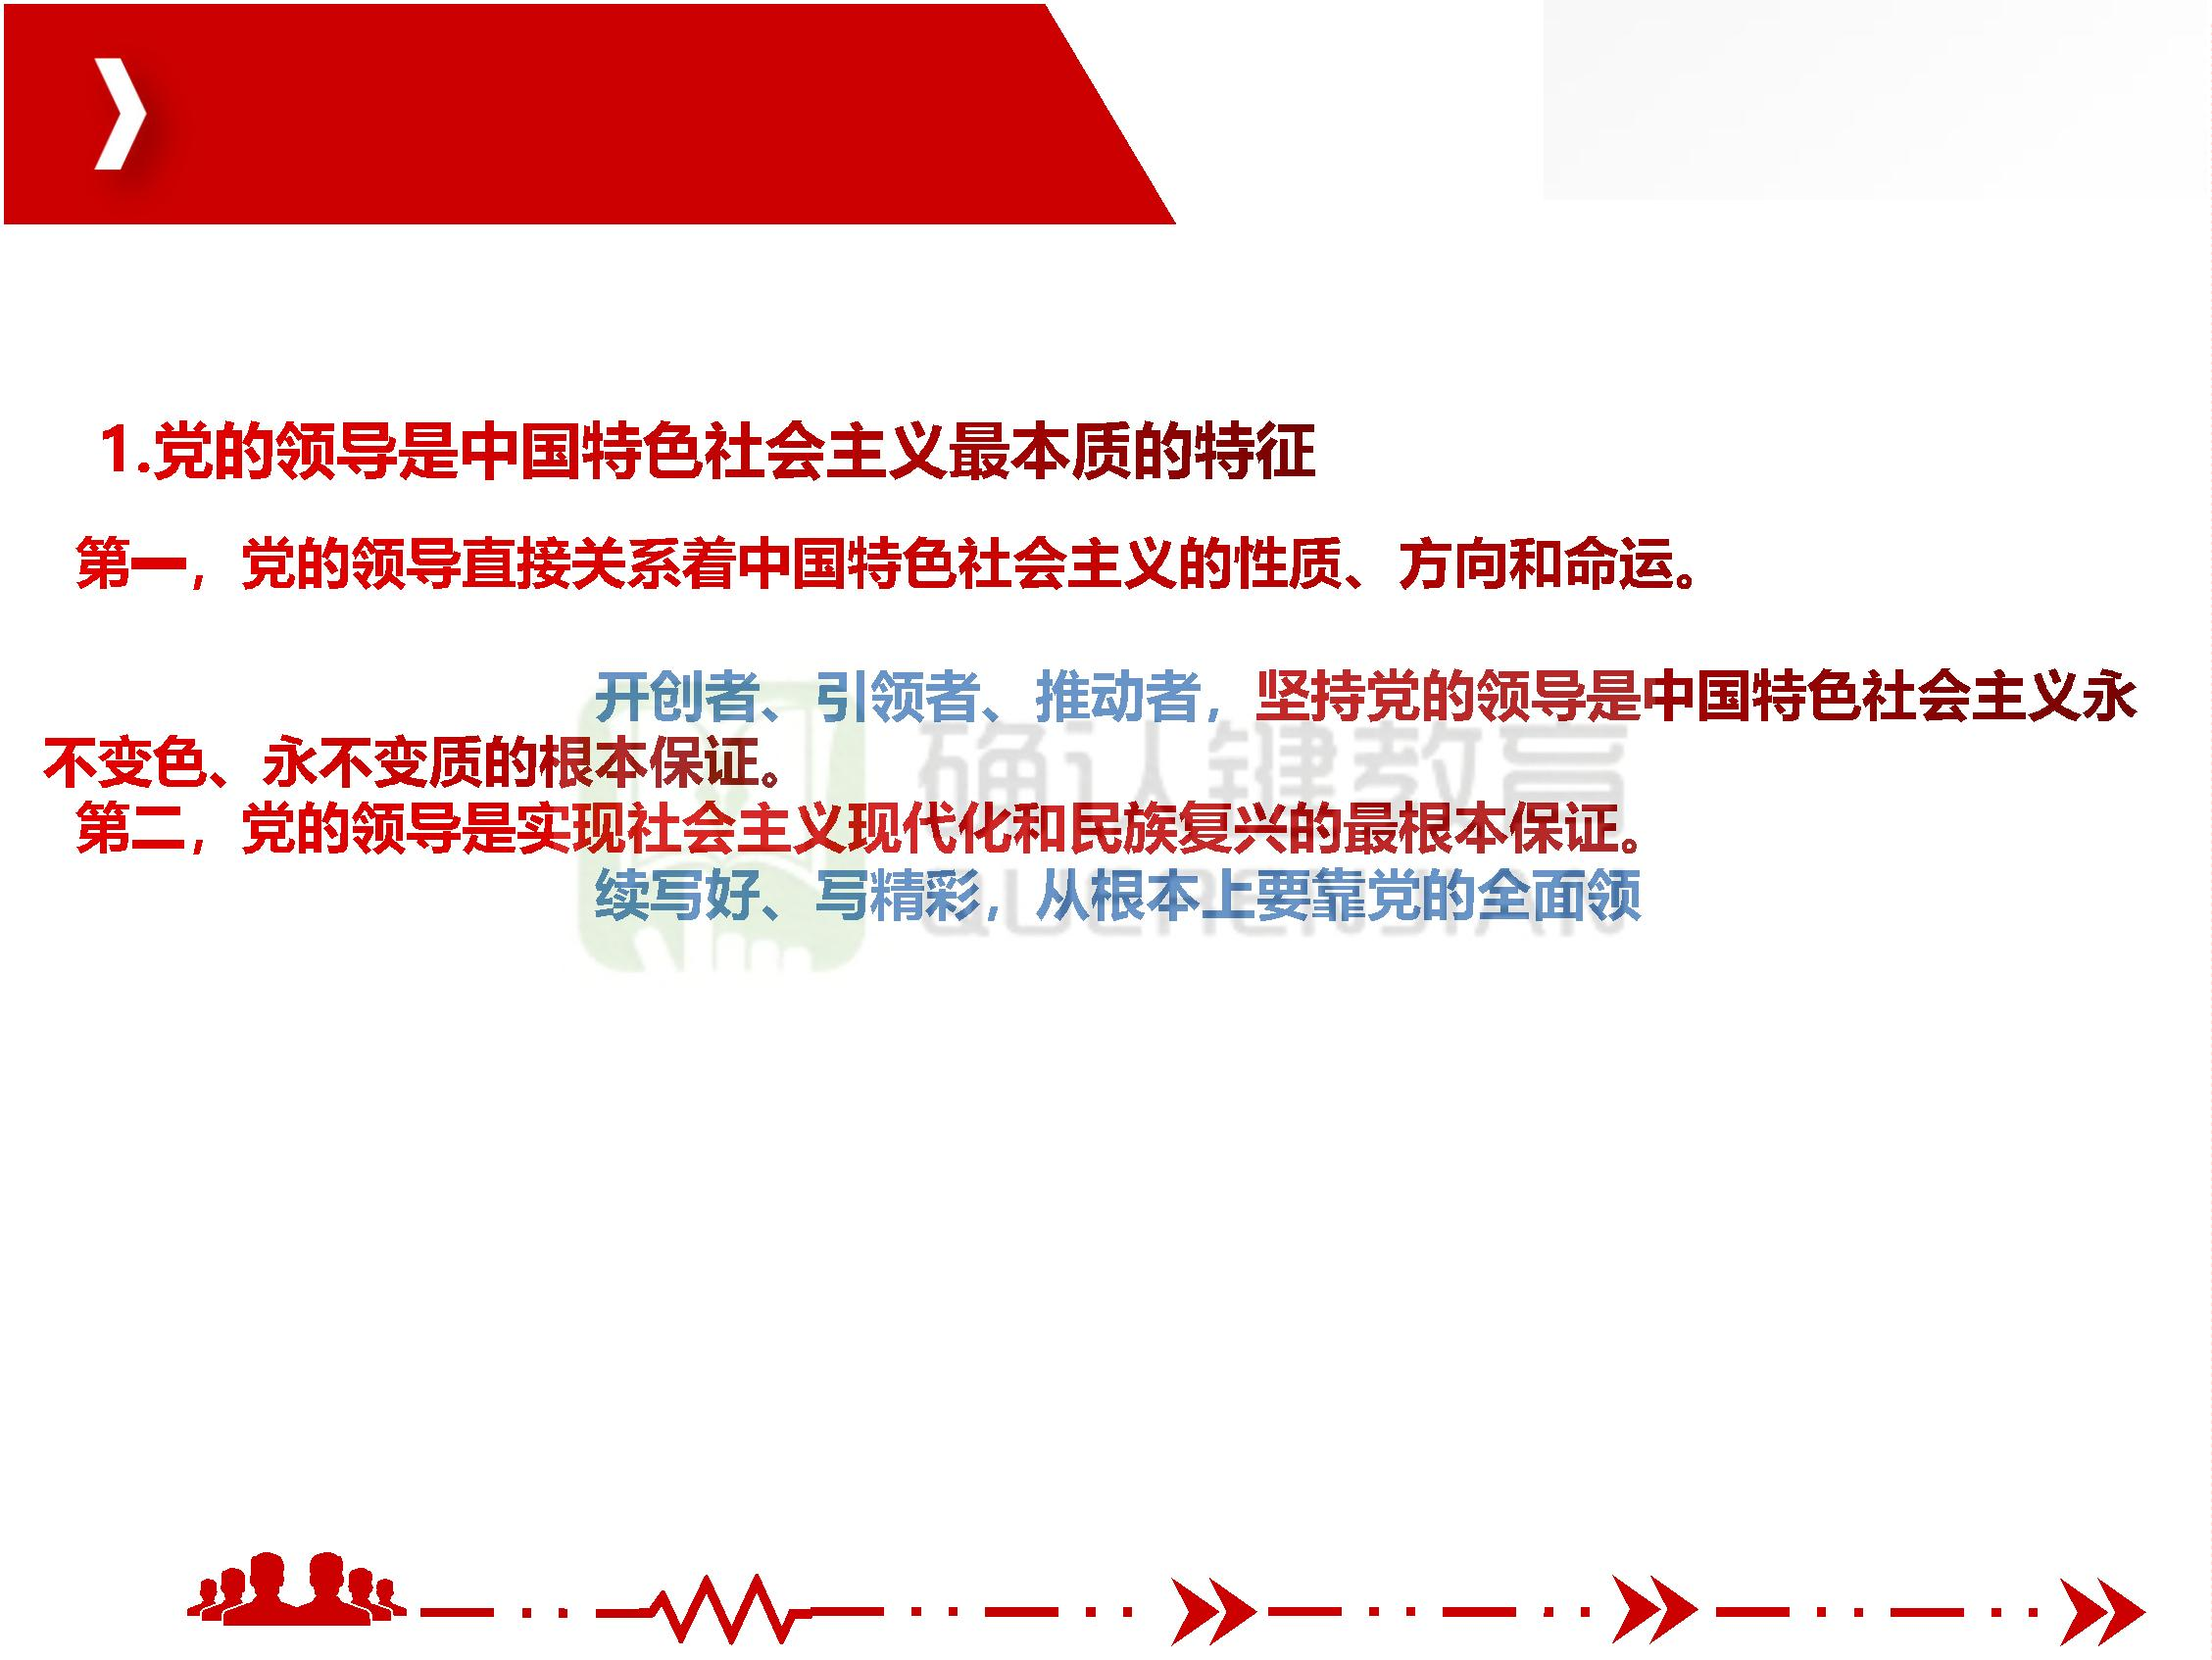 1.党的领导是中国特色社会主义最本质的特征
第一，党的领导直接关系着中国特色社会主义的性质、方向和命运。
开创者、引领者、推动者，坚持党的领导是中国特色社会主义永
不变色、永不变质的根本保证。
确认键教育
第二，党的领导是实现社会主义现代化和民族复兴的最根本保证。
续写好、写精彩，从根本上要靠党的全面领
QUERENJIAN